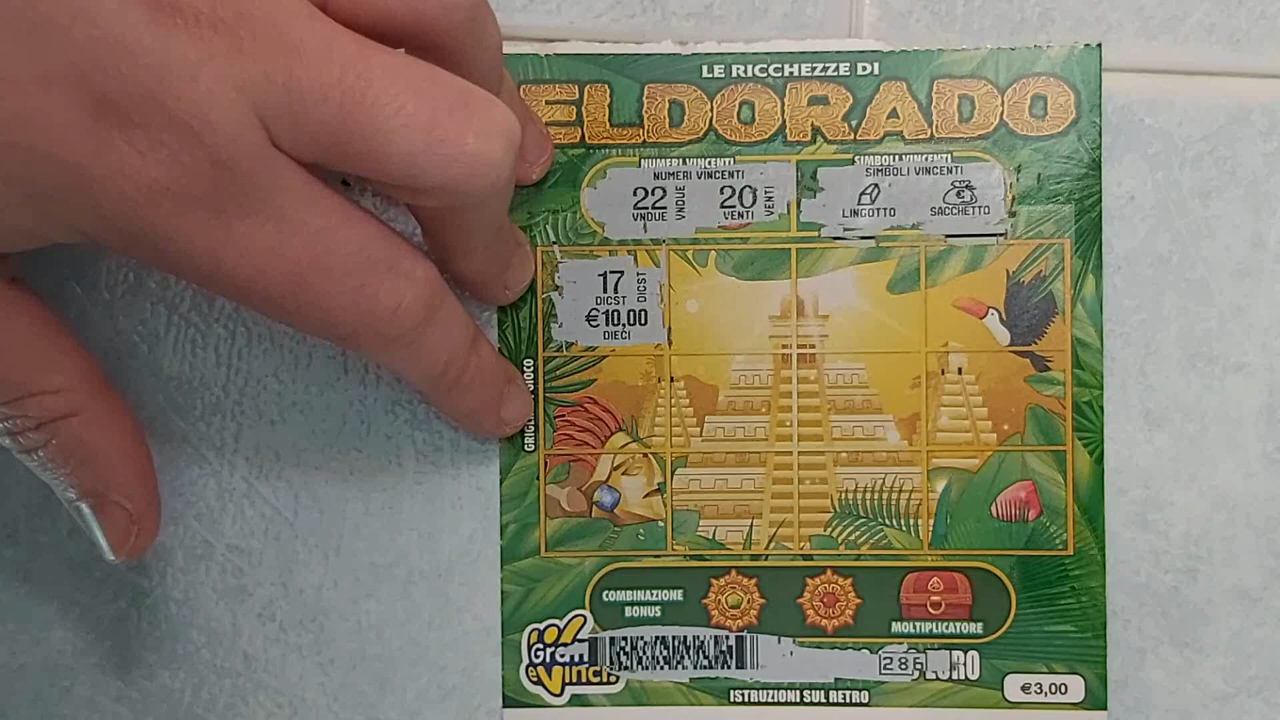 LE RICCHEZZE DI
ELDORADO
NUMERI VINCENTI
NUMERI VINCENTI
22
VNDUE
VNDUE
20
VENTI
VENTI
SIMBOLI VINCENTI
SIMBOLI VINCENTI
LINGOTTO
SACCHETTO
17
DICST
DICST
€10,00
DIECI
COMBINAZIONE
BONUS
MOLTIPLICATORE
Gratta
e Vinci!
286
EURO
€3,00
ISTRUZIONI SUL RETRO